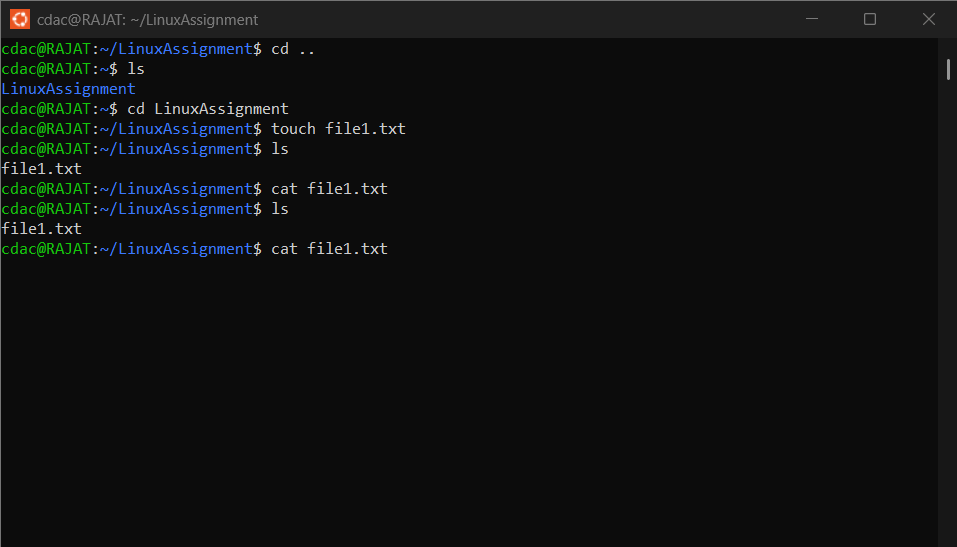 cdac@RAJAT: ~/LinuxAssignment
cdac@RAJAT:~/LinuxAssignment$ cd ..
cdac@RAJAT:~$ ls
LinuxAssignment
cdac@RAJAT:~$ cd LinuxAssignment
cdac@RAJAT:~/LinuxAssignment$ touch file1.txt
cdac@RAJAT:~/LinuxAssignment$ ls
file1.txt
cdac@RAJAT:~/LinuxAssignment$ cat file1.txt
cdac@RAJAT:~/LinuxAssignment$ ls
file1.txt
cdac@RAJAT:~/LinuxAssignment$ cat file1.txt